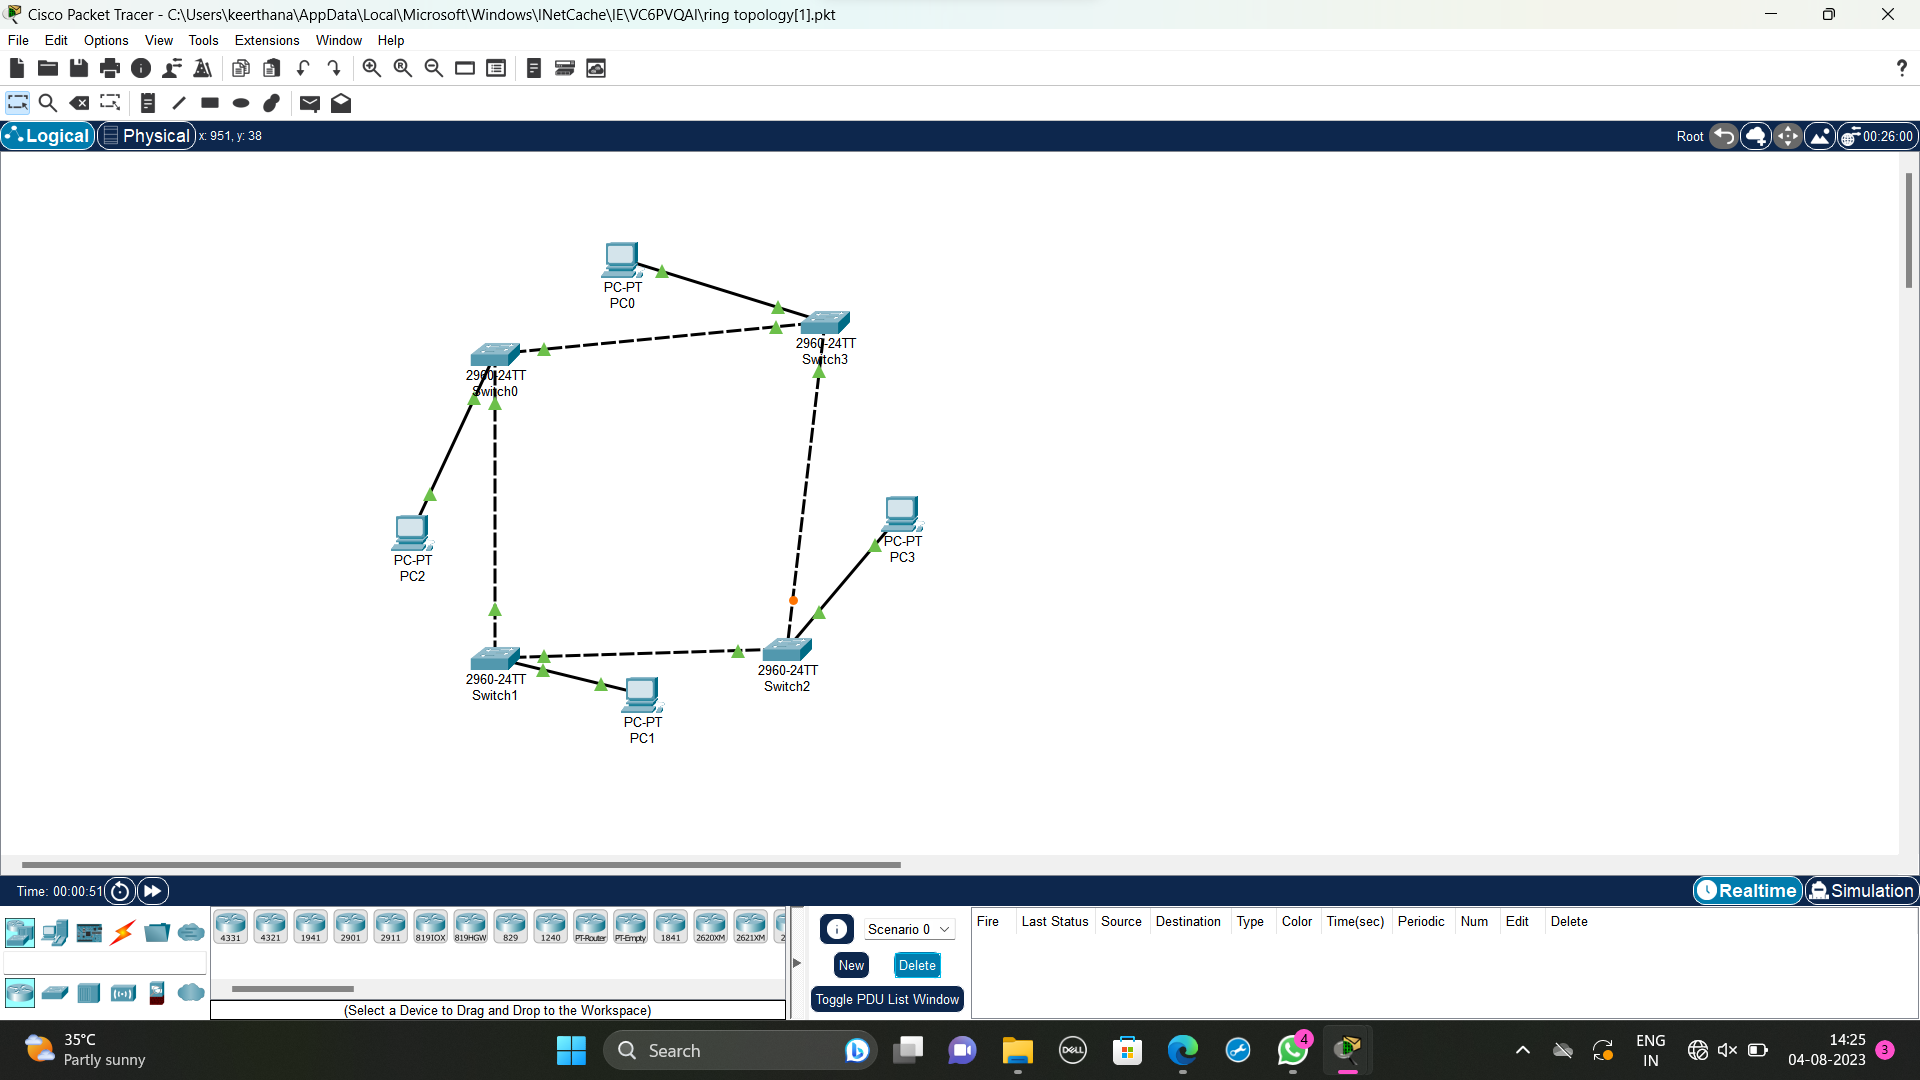 Cisco Packet Tracer - C:\Users\keerthana\AppData\Local\Microsoft\Windows\INetCache\IE\VC6PVQAI\ring topology[1].pkt
File Edit Options View Tools Extensions Window Help
?
Logical Physical x: 951, y: 38 Root 00:26:00
PC-PT
PC0
2960-24TT
Switch3
2960-24TT
Switch0
PC-PT
PC3
PC-PT
PC2
2960-24TT
Switch2
2960-24TT
Switch1
PC-PT
PC1
Time: 00:00:51 Realtime Simulation
4331 4321 1941 2901 2911 819IOX 819HGW 829 1240 PT-Router PT-Empty 1841 2620XM 2621XM 2
(Select a Device to Drag and Drop to the Workspace)
Scenario 0
New Delete
Toggle PDU List Window
Fire Last Status Source Destination Type Color Time(sec) Periodic Num Edit Delete
35°C
Partly sunny
Search
DELL
4
ENG
IN
14:25
04-08-2023
3